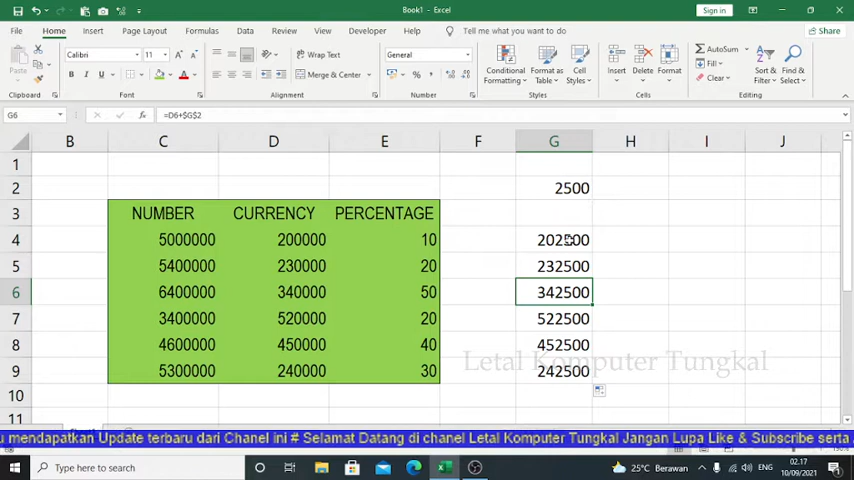 Book1 - Excel
Sign in
File Home Insert Page Layout Formulas Data Review View Developer Help Tell me what you want to do Share
Paste
Calibri 11
B I U
Wrap Text
Merge & Center
General
Conditional Formatting
Format as Table
Cell Styles
Insert
Delete
Format
AutoSum
Fill
Clear
Sort & Filter
Find & Select
Clipboard Font Alignment Number Styles Cells Editing
G6 =D6+$G$2
B C D E F G H I J
1
2 2500
3 NUMBER CURRENCY PERCENTAGE
4 5000000 200000 10 202500
5 5400000 230000 20 232500
6 6400000 340000 50 342500
7 3400000 520000 20 522500
8 4600000 450000 40 452500
Letal Komputer Tungkal
9 5300000 240000 30 242500
10
11
mendapatkan Update terbaru dari Chanel ini # Selamat Datang di chanel Letal Komputer Tungkal Jangan Lupa Like & Subscribe serta
Type here to search
25°C Berawan
ENG
02.17
10/09/2021